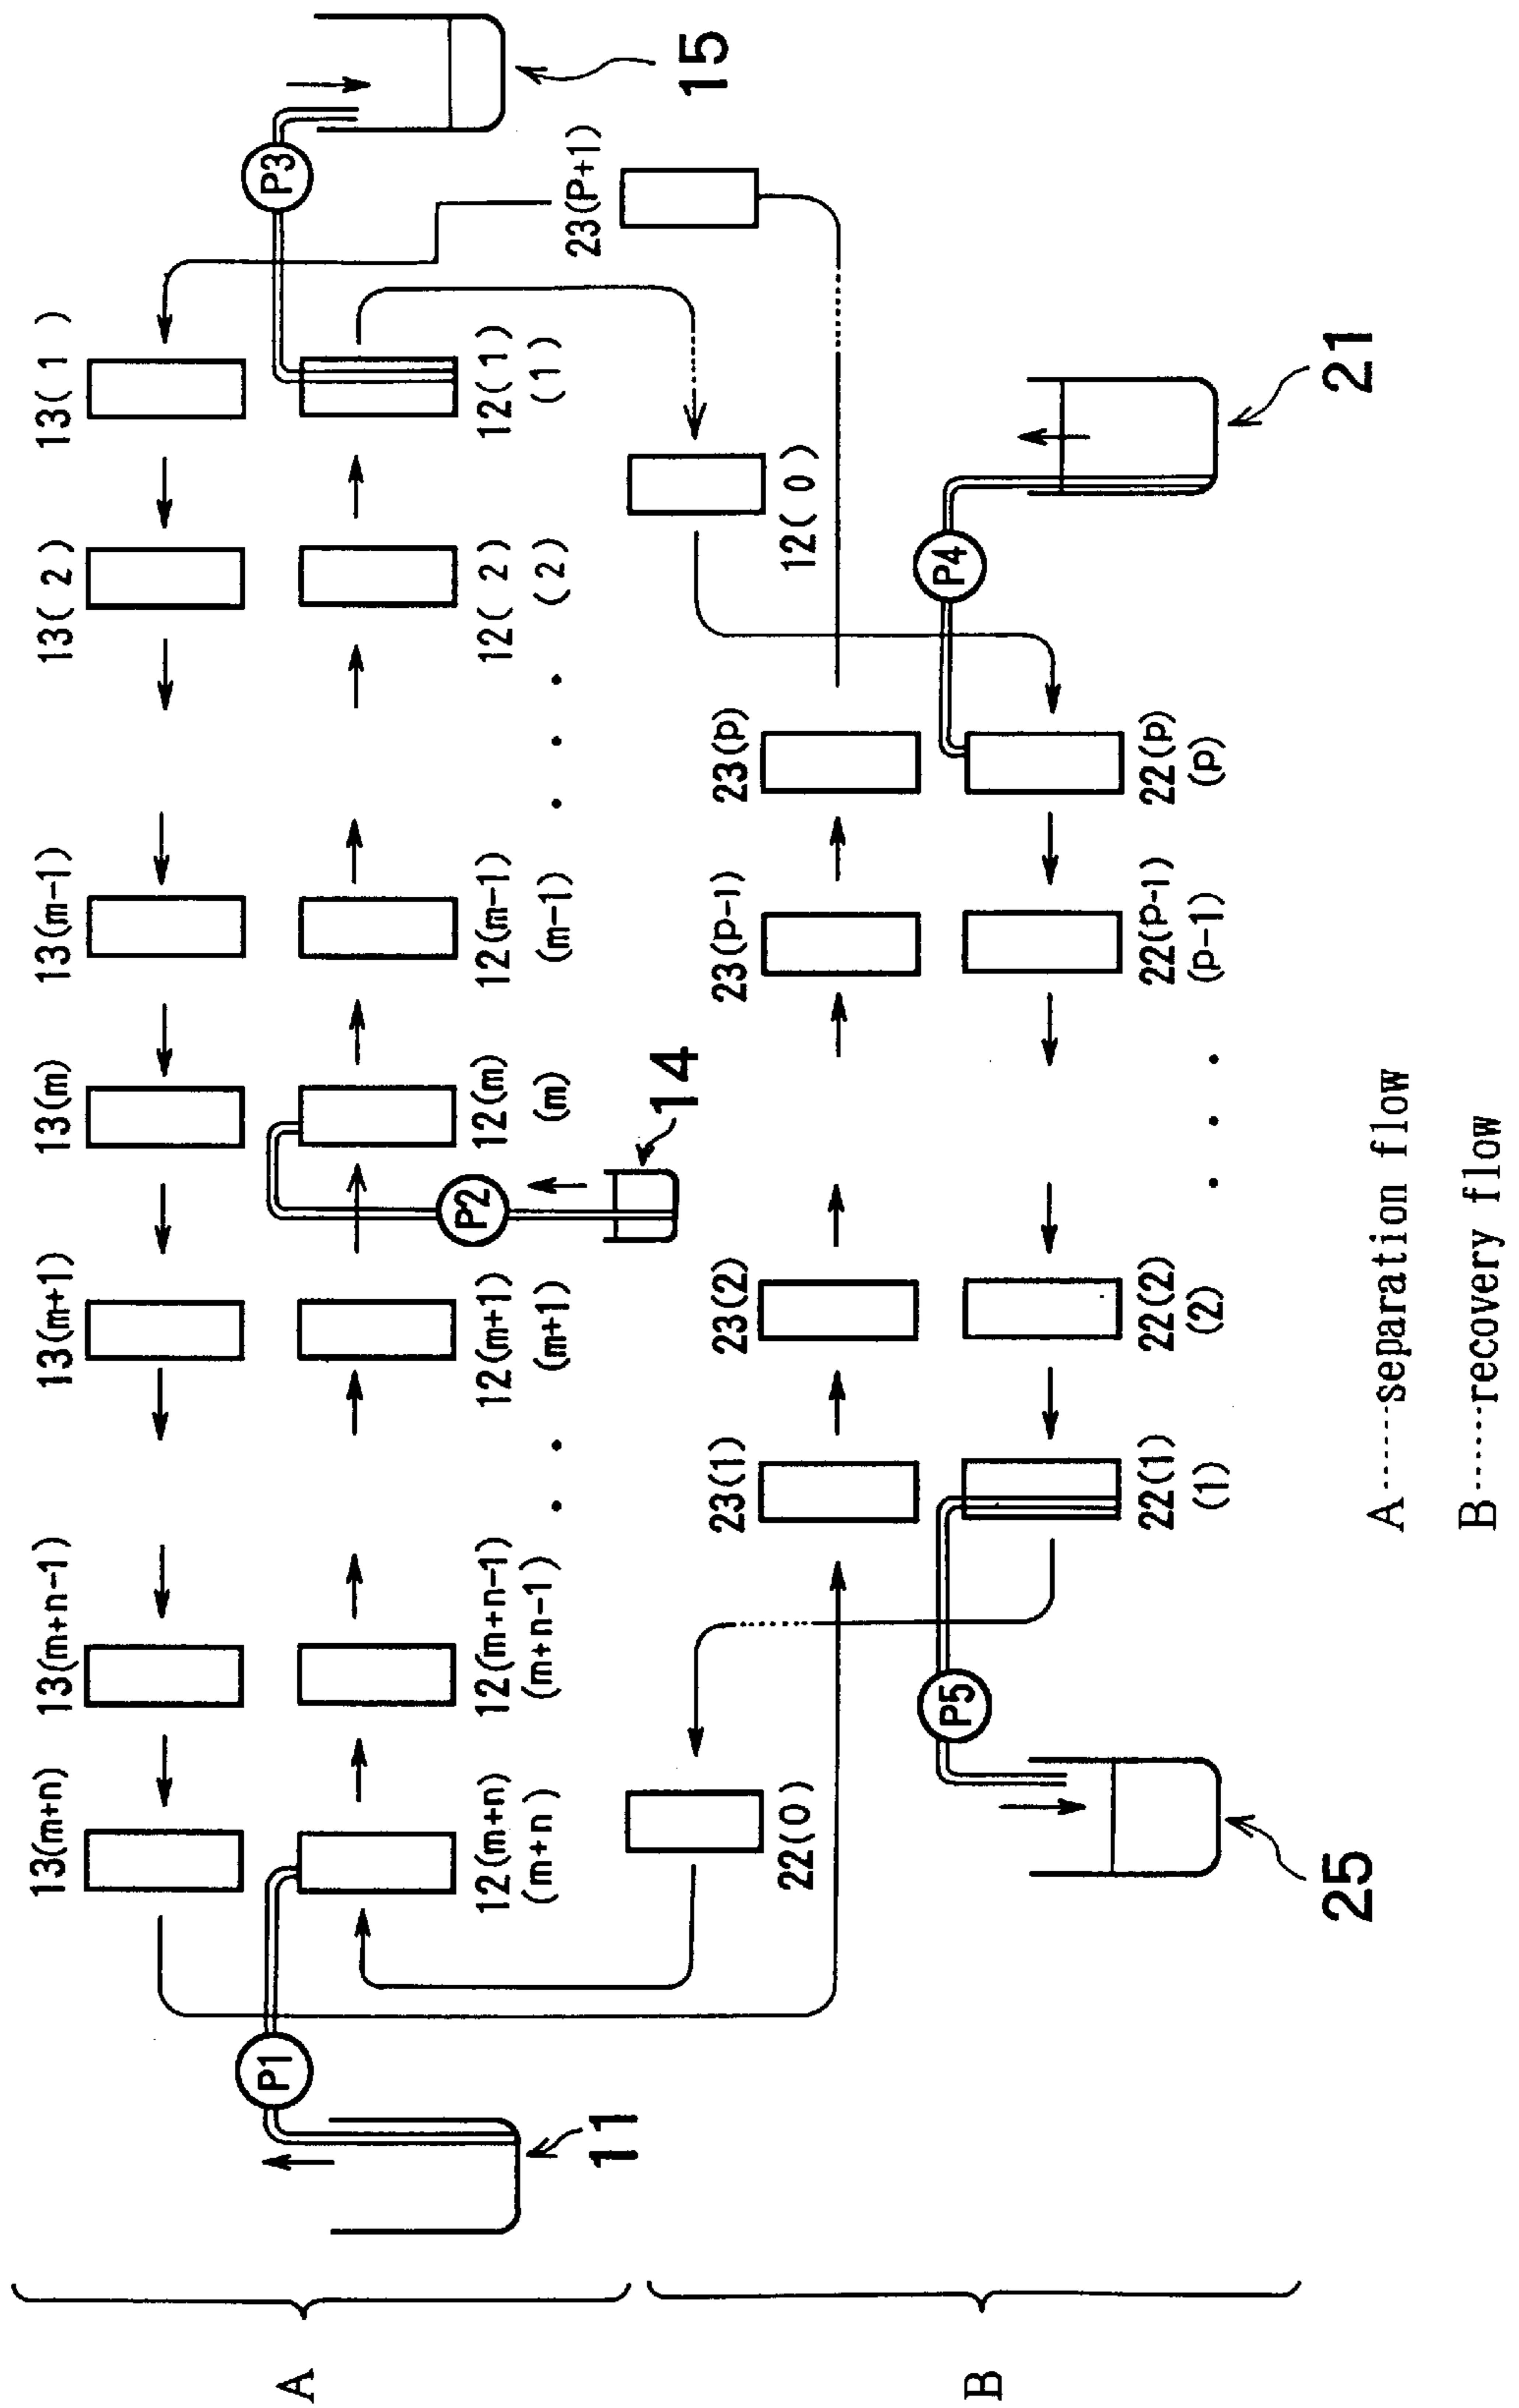 13(m+n) 13(m+n-1) 13(m+1) 13(m) 13(m-1) 13( 2) 13( 1 )
A
P1 P3
P2
12(m+n) 12(m+n-1) 12(m+1) 12(m) 12(m-1) 12( 2) 12(1)
(m+n) (m+n-1) • • (m+1) (m) (m-1) • • • (2) (1)
11 14 23(P+1) 15
22(0) 12( 0 )
23(1) 23(2) 23(p-1) 23(p)
B
P5 P4
22(1) 22(2) 22(P-1) 22(p)
(1) (2) • • • (p-1) (p)
25 21
A······separation flow
B······recovery flow